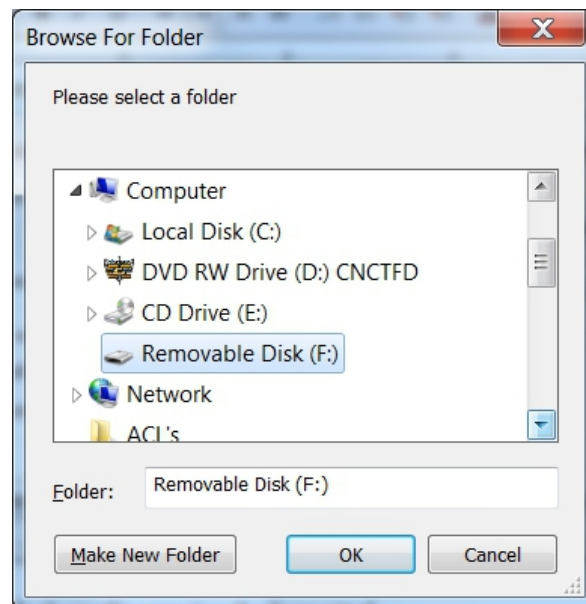 Browse For Folder
Please select a folder
Computer
Local Disk (C:)
DVD RW Drive (D:) CNCTFD
CD Drive (E:)
Removable Disk (F:)
Network
ACL's
Folder: Removable Disk (F:)
Make New Folder OK Cancel